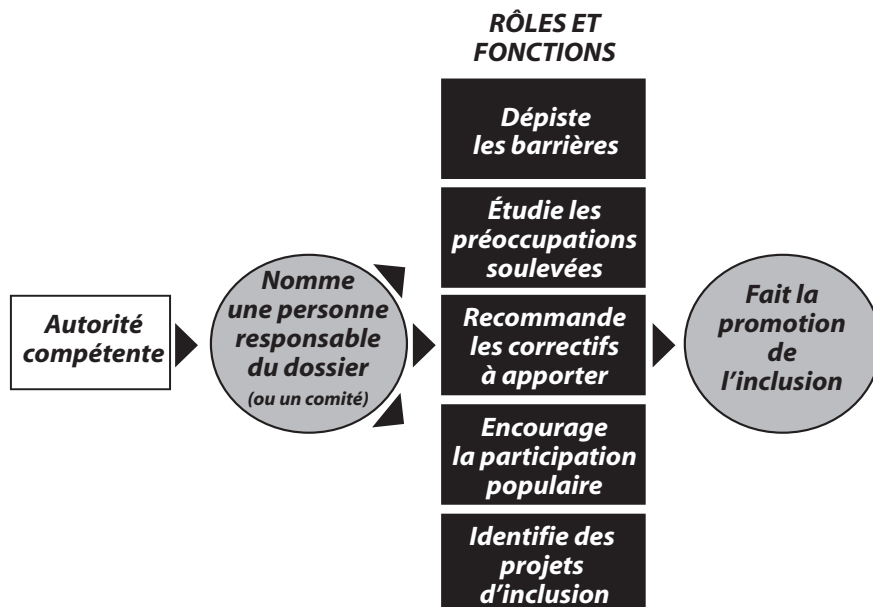 Autorité
compétente
Nomme
une personne
responsable
du dossier
(ou un comité)
RÔLES ET
FONCTIONS
Dépiste
les barrières
Étudie les
préoccupations
soulevées
Recommande
les correctifs
à apporter
Encourage
la participation
populaire
Identifie des
projets
d'inclusion
Fait la
promotion
de
l'inclusion